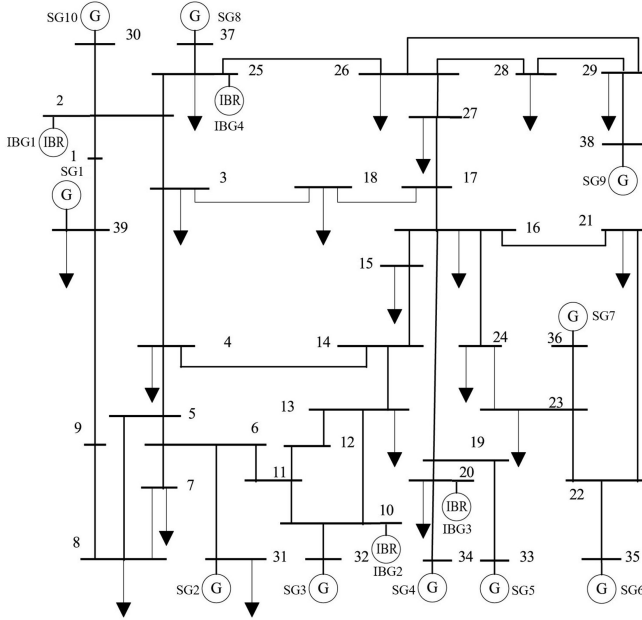 SG10 G
30
SG8 G
37
25
26
28
29
2
IBR
IBG4
27
IBG1 IBR
38
1
SG1
G
3
18
17
SG9 G
39
16
21
15
SG7
G
4
14
24
36
13
23
5
9
6
12
19
11
20
7
10
IBR
IBG3
22
8
31
32
IBR
IBG2
34
33
35
SG2 G
SG3 G
SG4 G
G SG5
G SG6